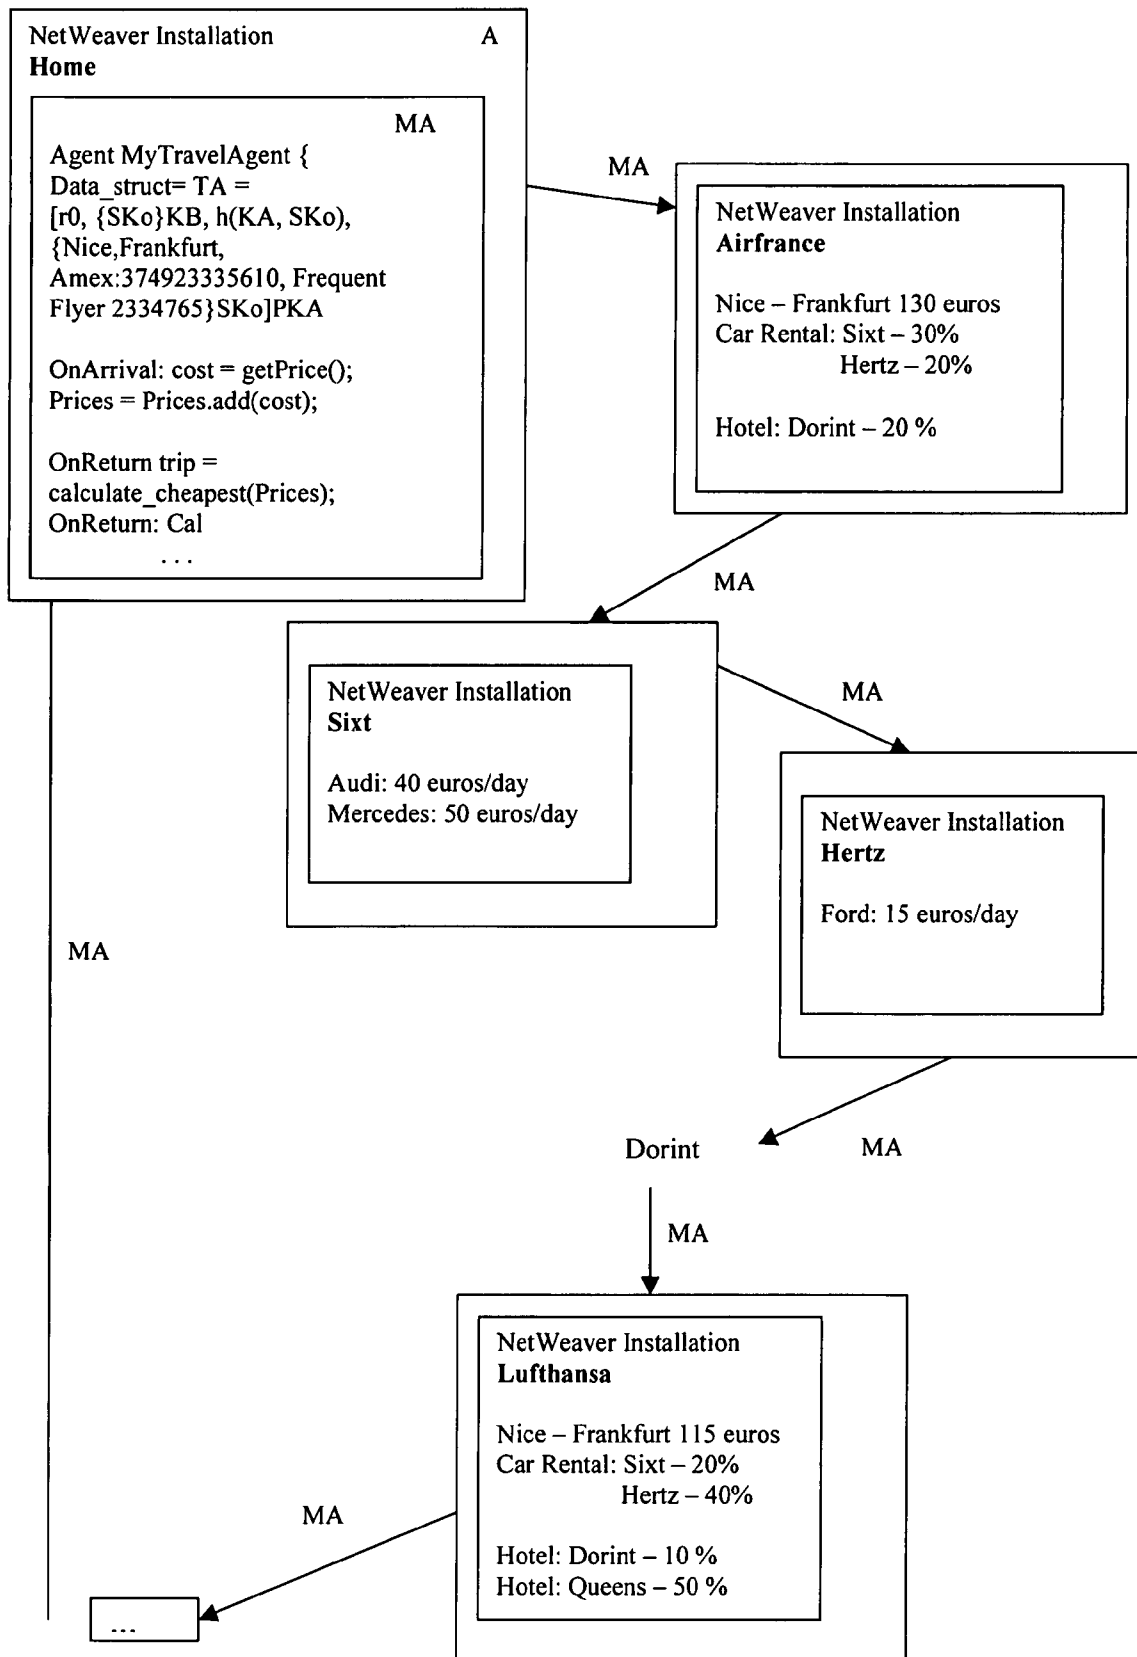 NetWeaver Installation A
Home
MA
Agent MyTravelAgent {
Data_struct= TA =
[r0, {SKo}KB, h(KA, SKo),
{Nice,Frankfurt,
Amex:374923335610, Frequent
Flyer 2334765}SKo]PKA
OnArrival: cost = getPrice();
Prices = Prices.add(cost);
OnReturn trip =
calculate_cheapest(Prices);
OnReturn: Cal
. . .
MA
NetWeaver Installation
Airfrance
Nice – Frankfurt 130 euros
Car Rental: Sixt – 30%
Hertz – 20%
Hotel: Dorint – 20 %
MA
NetWeaver Installation
Sixt
Audi: 40 euros/day
Mercedes: 50 euros/day
MA
NetWeaver Installation
Hertz
Ford: 15 euros/day
MA
Dorint
MA
MA
NetWeaver Installation
Lufthansa
Nice – Frankfurt 115 euros
Car Rental: Sixt – 20%
Hertz – 40%
Hotel: Dorint – 10 %
Hotel: Queens – 50 %
MA
...